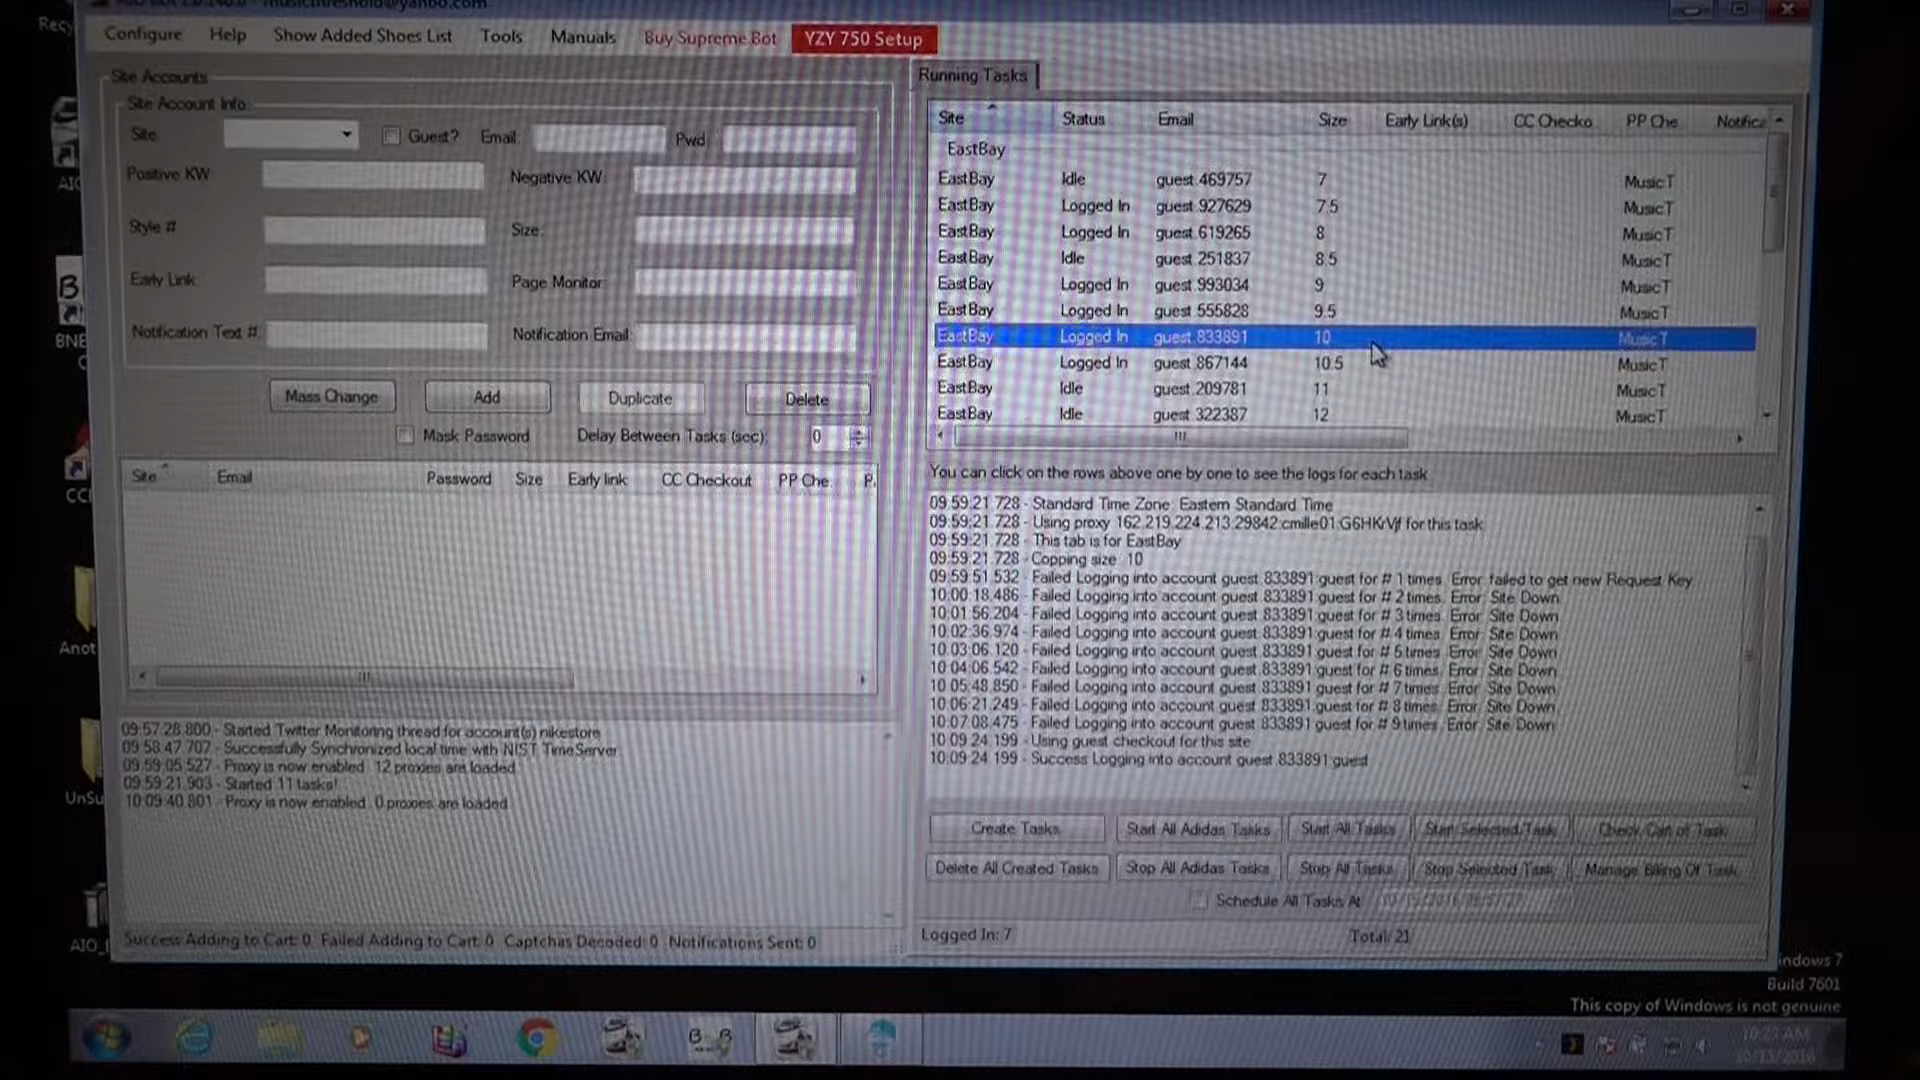 musicthreshold@yahoo.com
Configure Help Show Added Shoes List Tools Manuals Buy Supreme Bot YZY 750 Setup
Site Accounts
Site Account Info:
Site Guest? Email: Pwd
Positive KW Negative KW:
Style # Size:
Early Link Page Monitor:
Notification Text #: Notification Email:
Mass Change Add Duplicate Delete
Mask Password Delay Between Tasks (sec): 0
Site Email Password Size Early link CC Checkout PP Che. P.
09:57:28.800 - Started Twitter Monitoring thread for account(s) nikestore
09:58:47.707 - Successfully Synchronized local time with NIST TimeServer
09:59:05.527 - Proxy is now enabled. 12 proxies are loaded
09:59:21.903 - Started 11 tasks!
10:09:40.801 - Proxy is now enabled. 0 proxies are loaded
Success Adding to Cart: 0 Failed Adding to Cart: 0 Captchas Decoded: 0 Notifications Sent: 0
Running Tasks
Site Status Email Size Early Link(s) CC Checko PP Che. Notifica
EastBay
EastBay Idle guest.469757 7 MusicT
EastBay Logged In guest.927629 7.5 MusicT
EastBay Logged In guest.619265 8 MusicT
EastBay Idle guest.251837 8.5 MusicT
EastBay Logged In guest.993034 9 MusicT
EastBay Logged In guest.555828 9.5 MusicT
EastBay Logged In guest.833891 10 MusicT
EastBay Logged In guest.867144 10.5 MusicT
EastBay Idle guest.209781 11 MusicT
EastBay Idle guest.322387 12 MusicT
You can click on the rows above one by one to see the logs for each task
09:59:21.728 - Standard Time Zone: Eastern Standard Time
09:59:21.728 - Using proxy 162.219.224.213:29842:cmille01:G6HKrVjf for this task
09:59:21.728 - This tab is for EastBay
09:59:21.728 - Copping size: 10
09:59:51.532 - Failed Logging into account guest.833891:guest for # 1 times. Error: failed to get new Request Key
10:00:18.486 - Failed Logging into account guest.833891:guest for # 2 times. Error: Site Down
10:01:56.204 - Failed Logging into account guest.833891:guest for # 3 times. Error: Site Down
10:02:36.974 - Failed Logging into account guest.833891:guest for # 4 times. Error: Site Down
10:03:06.120 - Failed Logging into account guest.833891:guest for # 5 times. Error: Site Down
10:04:06.542 - Failed Logging into account guest.833891:guest for # 6 times. Error: Site Down
10:05:48.850 - Failed Logging into account guest.833891:guest for # 7 times. Error: Site Down
10:06:21.249 - Failed Logging into account guest.833891:guest for # 8 times. Error: Site Down
10:07:08.475 - Failed Logging into account guest.833891:guest for # 9 times. Error: Site Down
10:09:24.199 - Using guest checkout for this site
10:09:24.199 - Success Logging into account guest.833891:guest
Create Tasks Start All Adidas Tasks Start All Tasks Start Selected Task Check Cart of Task
Delete All Created Tasks Stop All Adidas Tasks Stop All Tasks Stop Selected Task Manage Billing Of Task
Schedule All Tasks At
Logged In: 7 Total: 21
Recy
AIO
BNE
CCI
Anot
UnSu
AIO_
indows 7
Build 7601
This copy of Windows is not genuine
10:23 AM
10/15/2016